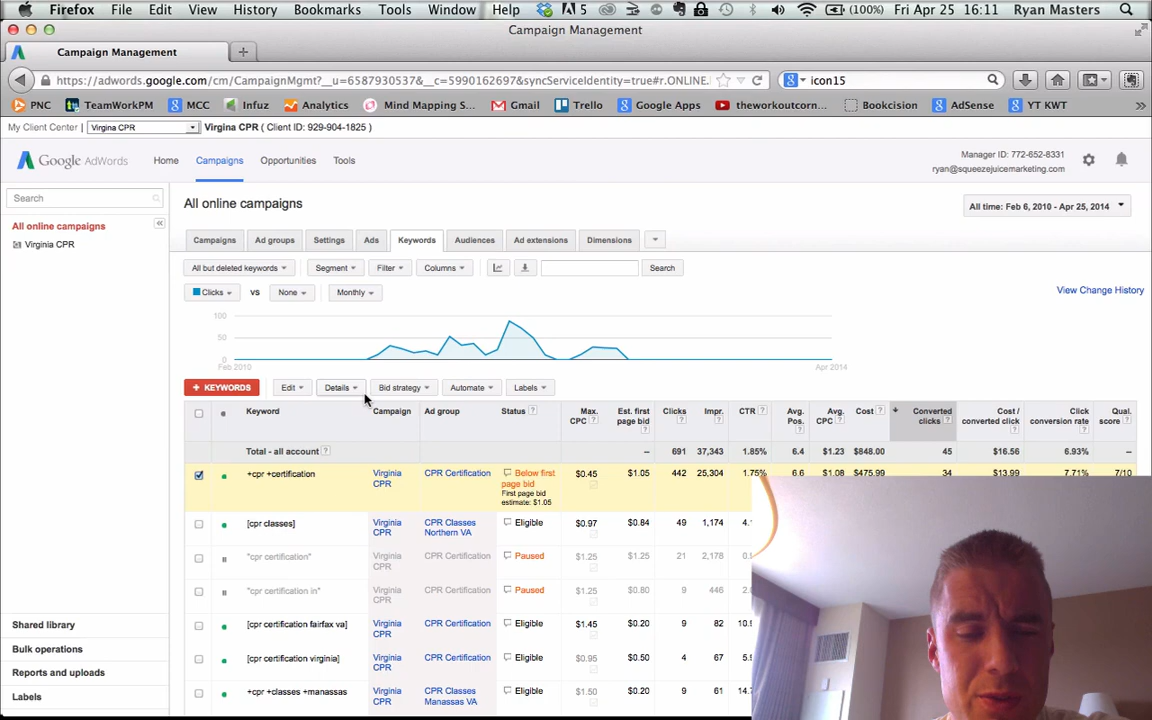 Firefox File Edit View History Bookmarks Tools Window Help 5 (100%) Fri Apr 25 16:11 Ryan Masters
Campaign Management
Campaign Management +
https://adwords.google.com/cm/CampaignMgmt?__u=6587930537&__c=5990162697&syncServiceIdentity=true#r.ONLINE. icon15
PNC TeamWorkPM MCC Infuz Analytics Mind Mapping S... Gmail Trello Google Apps theworkoutcorn... Bookcision AdSense YT KWT »
My Client Center Virgina CPR Virgina CPR ( Client ID: 929-904-1825 )
Google AdWords Home Campaigns Opportunities Tools
Manager ID: 772-652-8331
ryan@squeezejuicemarketing.com
Search
All online campaigns
Virginia CPR
All online campaigns
All time: Feb 6, 2010 - Apr 25, 2014
Campaigns Ad groups Settings Ads Keywords Audiences Ad extensions Dimensions
All but deleted keywords Segment Filter Columns Search
Clicks vs None Monthly
View Change History
100
50
0
Feb 2010 Apr 2014
+ KEYWORDS Edit Details Bid strategy Automate Labels
Keyword Campaign Ad group Status ? Max. CPC ? Est. first page bid ? Clicks ? Impr. ? CTR ? Avg. Pos. ? Avg. CPC ? Cost ? Converted clicks ? Cost / converted click ? Click conversion rate ? Qual. score ?
Total - all account ? -- 691 37,343 1.85% 6.4 $1.23 $848.00 45 $16.56 6.93% --
+cpr +certification Virginia CPR CPR Certification Below first page bid First page bid estimate: $1.05 $0.45 $1.05 442 25,304 1.75% 6.6 $1.08 $475.99 34 $13.99 7.71% 7/10
[cpr classes] Virginia CPR CPR Classes Northern VA Eligible $0.97 $0.84 49 1,174 4.
"cpr certification" Virginia CPR CPR Certification Paused $1.25 $1.25 21 2,178 0.
"cpr certification in" Virginia CPR CPR Certification Paused $1.25 $0.80 9 446 2.
[cpr certification fairfax va] Virginia CPR CPR Certification Eligible $1.45 $0.20 9 82 10.
[cpr certification virginia] Virginia CPR CPR Certification Eligible $0.95 $0.50 4 67 5.
+cpr +classes +manassas Virginia CPR CPR Classes Manassas VA Eligible $1.50 $0.20 9 61 14.
Shared library
Bulk operations
Reports and uploads
Labels